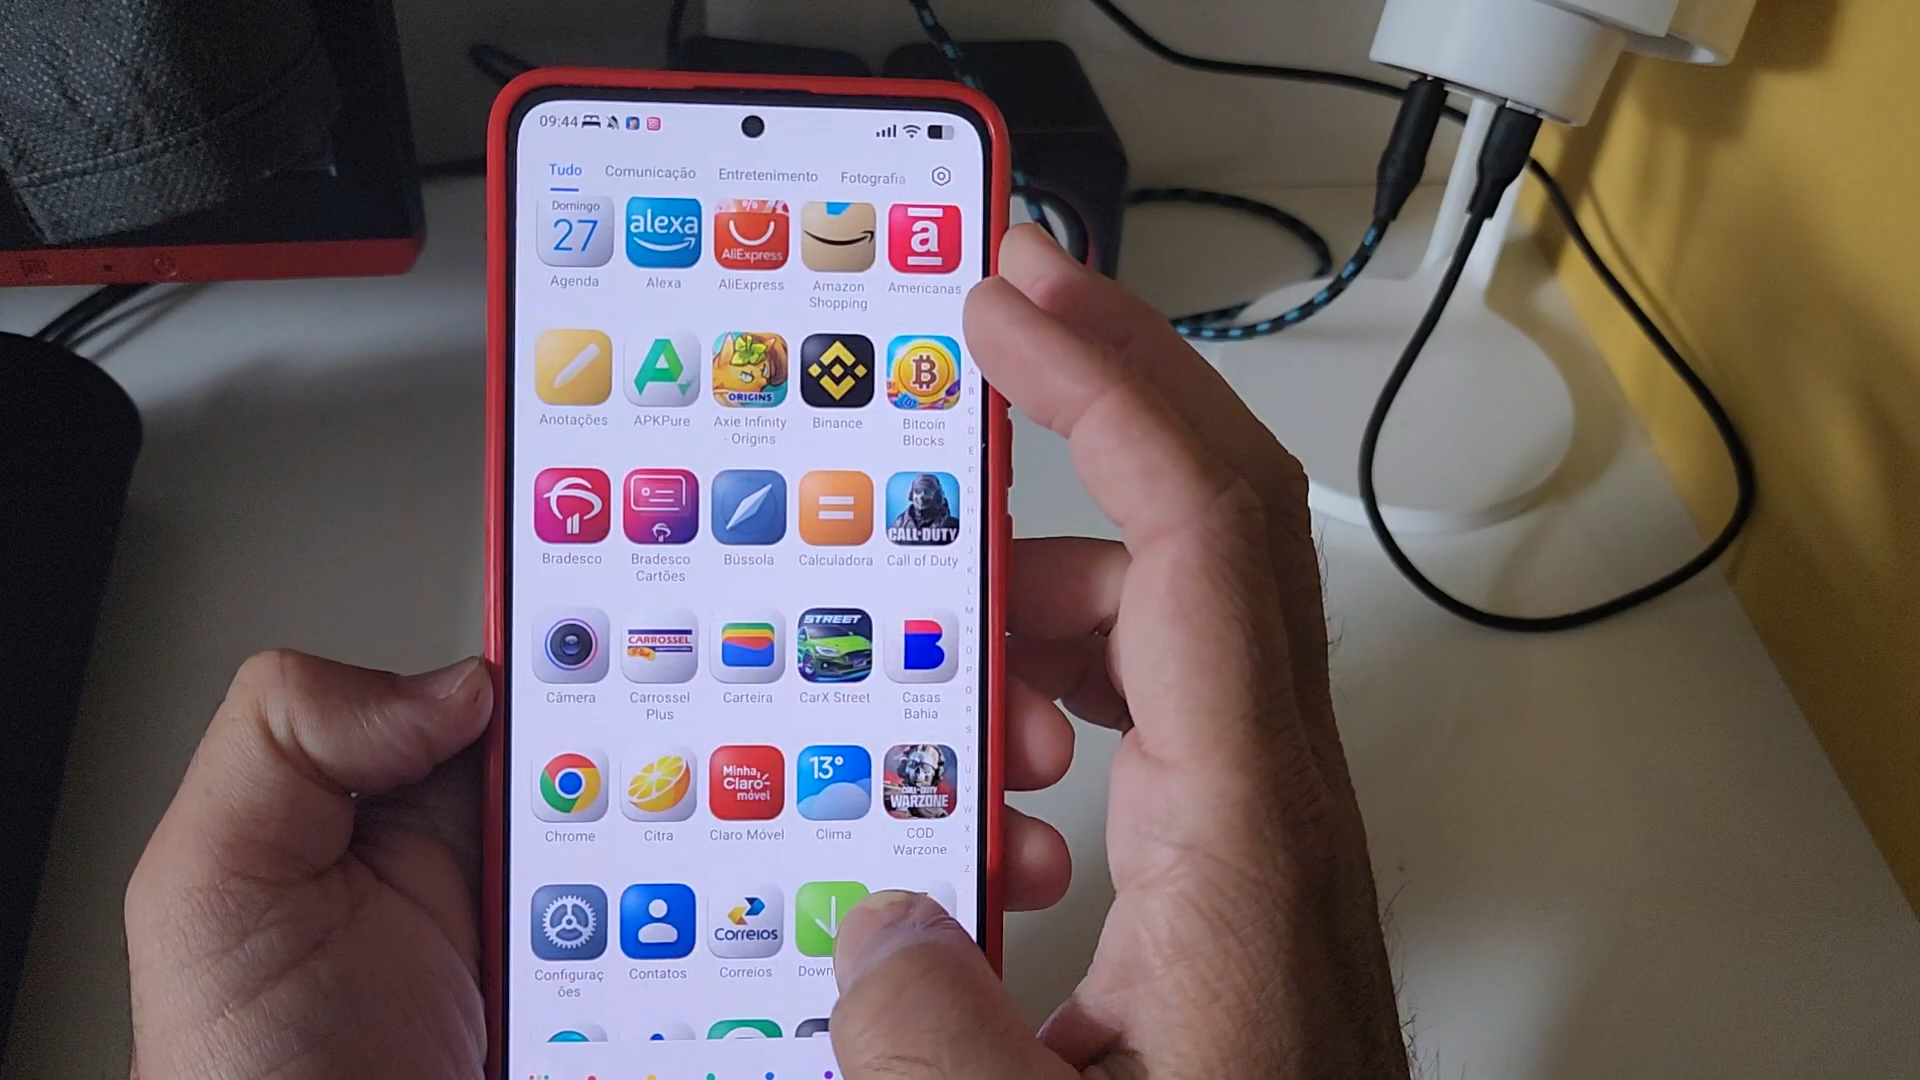 09:44
Tudo Comunicação Entretenimento Fotografia
Domingo
27
alexa
%
AliExpress
a
Agenda Alexa AliExpress Amazon Shopping Americanas
A
ORIGINS
B
Anotações APKPure Axie Infinity - Origins Binance Bitcoin Blocks
CALL·DUTY
Bradesco Bradesco Cartões Bússola Calculadora Call of Duty
CARROSSEL
STREET
B
Câmera Carrossel Plus Carteira CarX Street Casas Bahia
Minha
Claro-
móvel
13°
CALL·DUTY
WARZONE
Chrome Citra Claro Móvel Clima COD Warzone
Correios
Configuraç
ões
Contatos Correios Down
A
B
C
D
E
F
G
H
I
J
K
L
M
N
O
P
Q
R
S
T
U
V
W
X
Y
Z